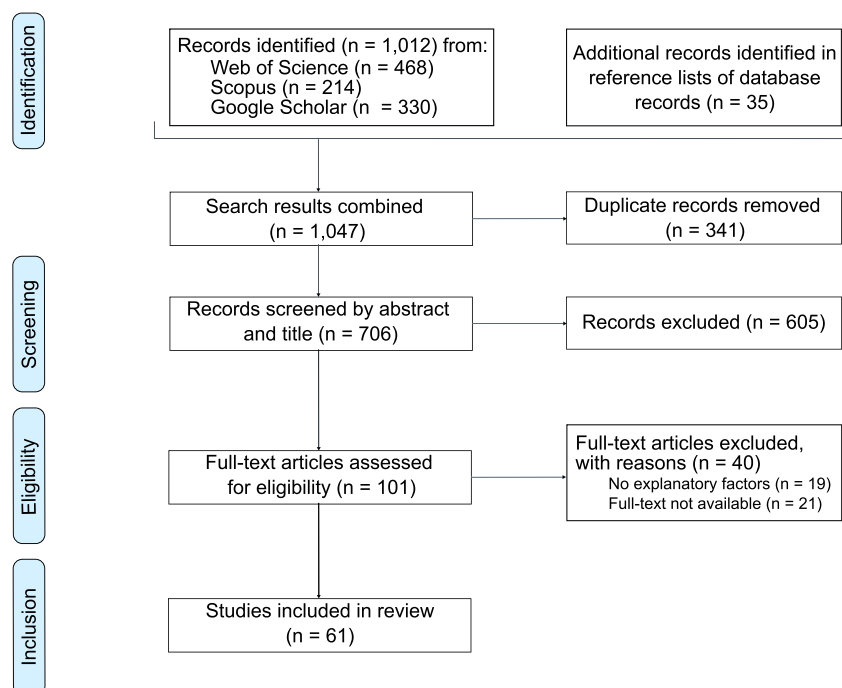 Identification
Records identified (n = 1,012) from:
Web of Science (n = 468)
Scopus (n = 214)
Google Scholar (n  = 330)
Additional records identified in
reference lists of database
records (n = 35)
Search results combined
(n = 1,047)
Duplicate records removed
(n = 341)
Screening
Records screened by abstract
and title (n = 706)
Records excluded (n = 605)
Eligibility
Full-text articles assessed
for eligibility (n = 101)
Full-text articles excluded,
with reasons (n = 40)
No explanatory factors (n = 19)
Full-text not available (n = 21)
Inclusion
Studies included in review
(n = 61)